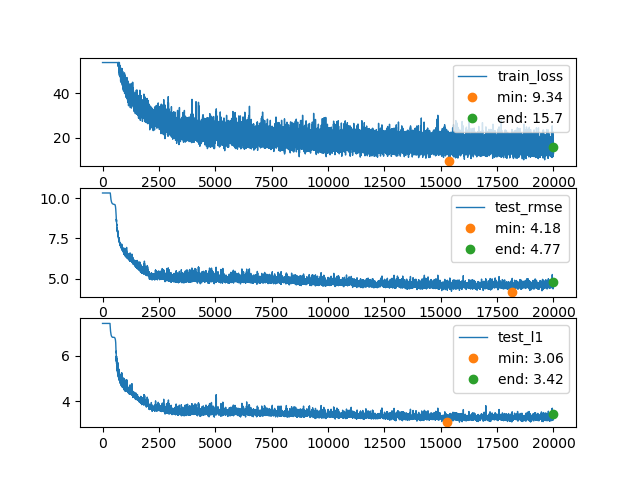 train_loss
min: 9.34
end: 15.7
40
20
0 2500 5000 7500 10000 12500 15000 17500 20000
test_rmse
min: 4.18
end: 4.77
10.0
7.5
5.0
0 2500 5000 7500 10000 12500 15000 17500 20000
test_l1
min: 3.06
end: 3.42
6
4
0 2500 5000 7500 10000 12500 15000 17500 20000